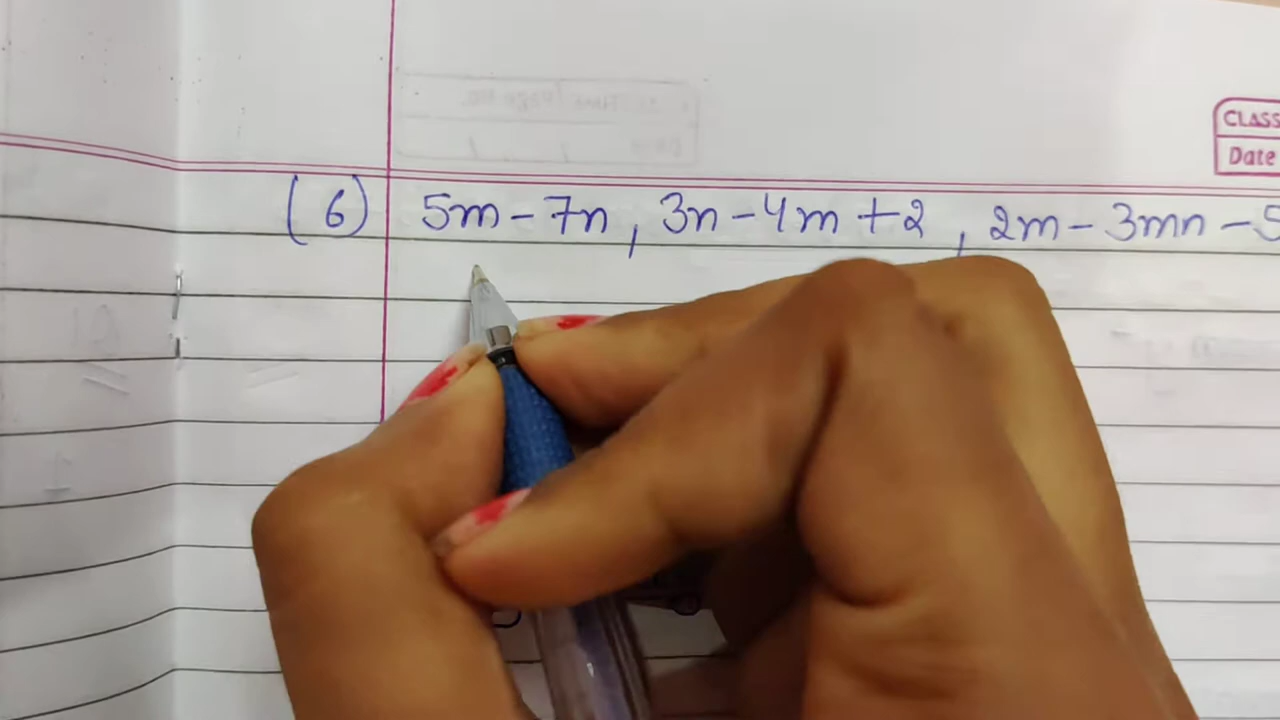 CLASS
Date
(6) 5m - 7n, 3n - 4m + 2, 2m - 3mn - 5